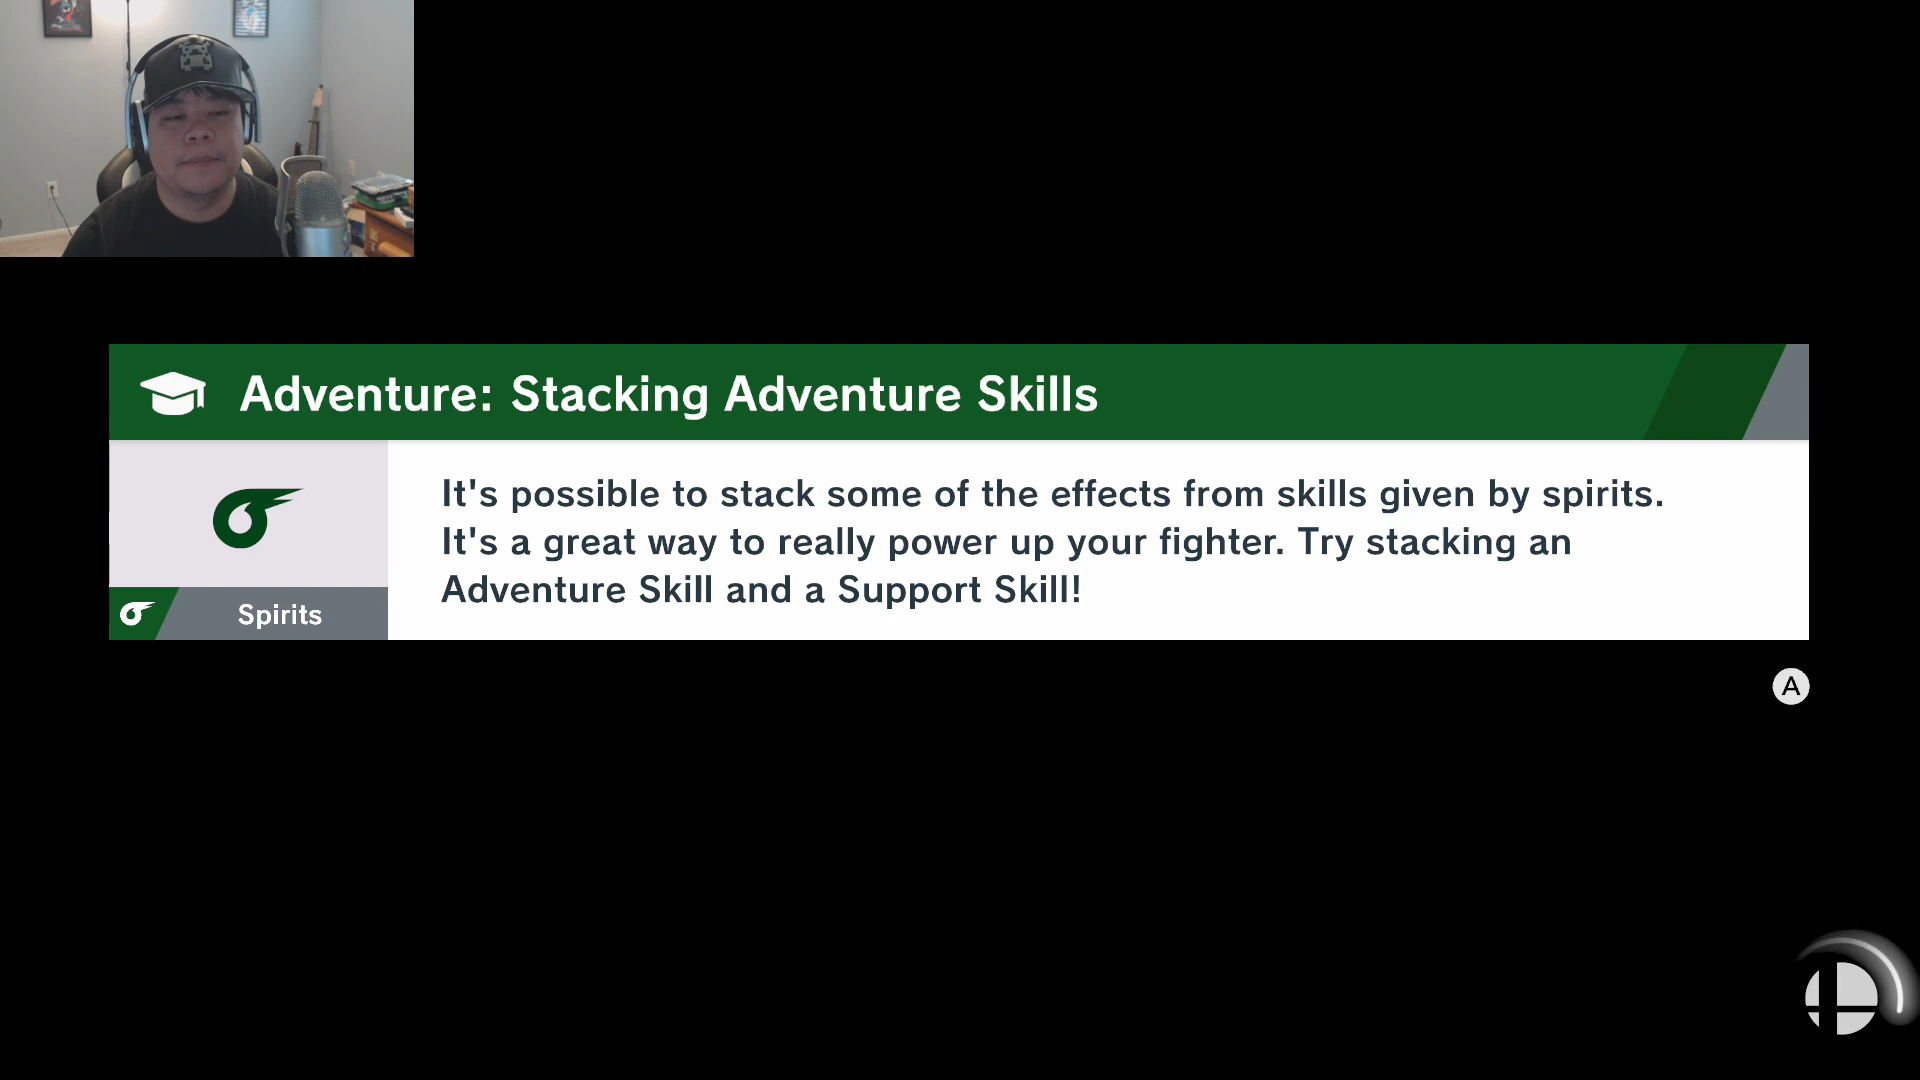 Adventure: Stacking Adventure Skills
It's possible to stack some of the effects from skills given by spirits.
It's a great way to really power up your fighter. Try stacking an
Adventure Skill and a Support Skill!
Spirits
A